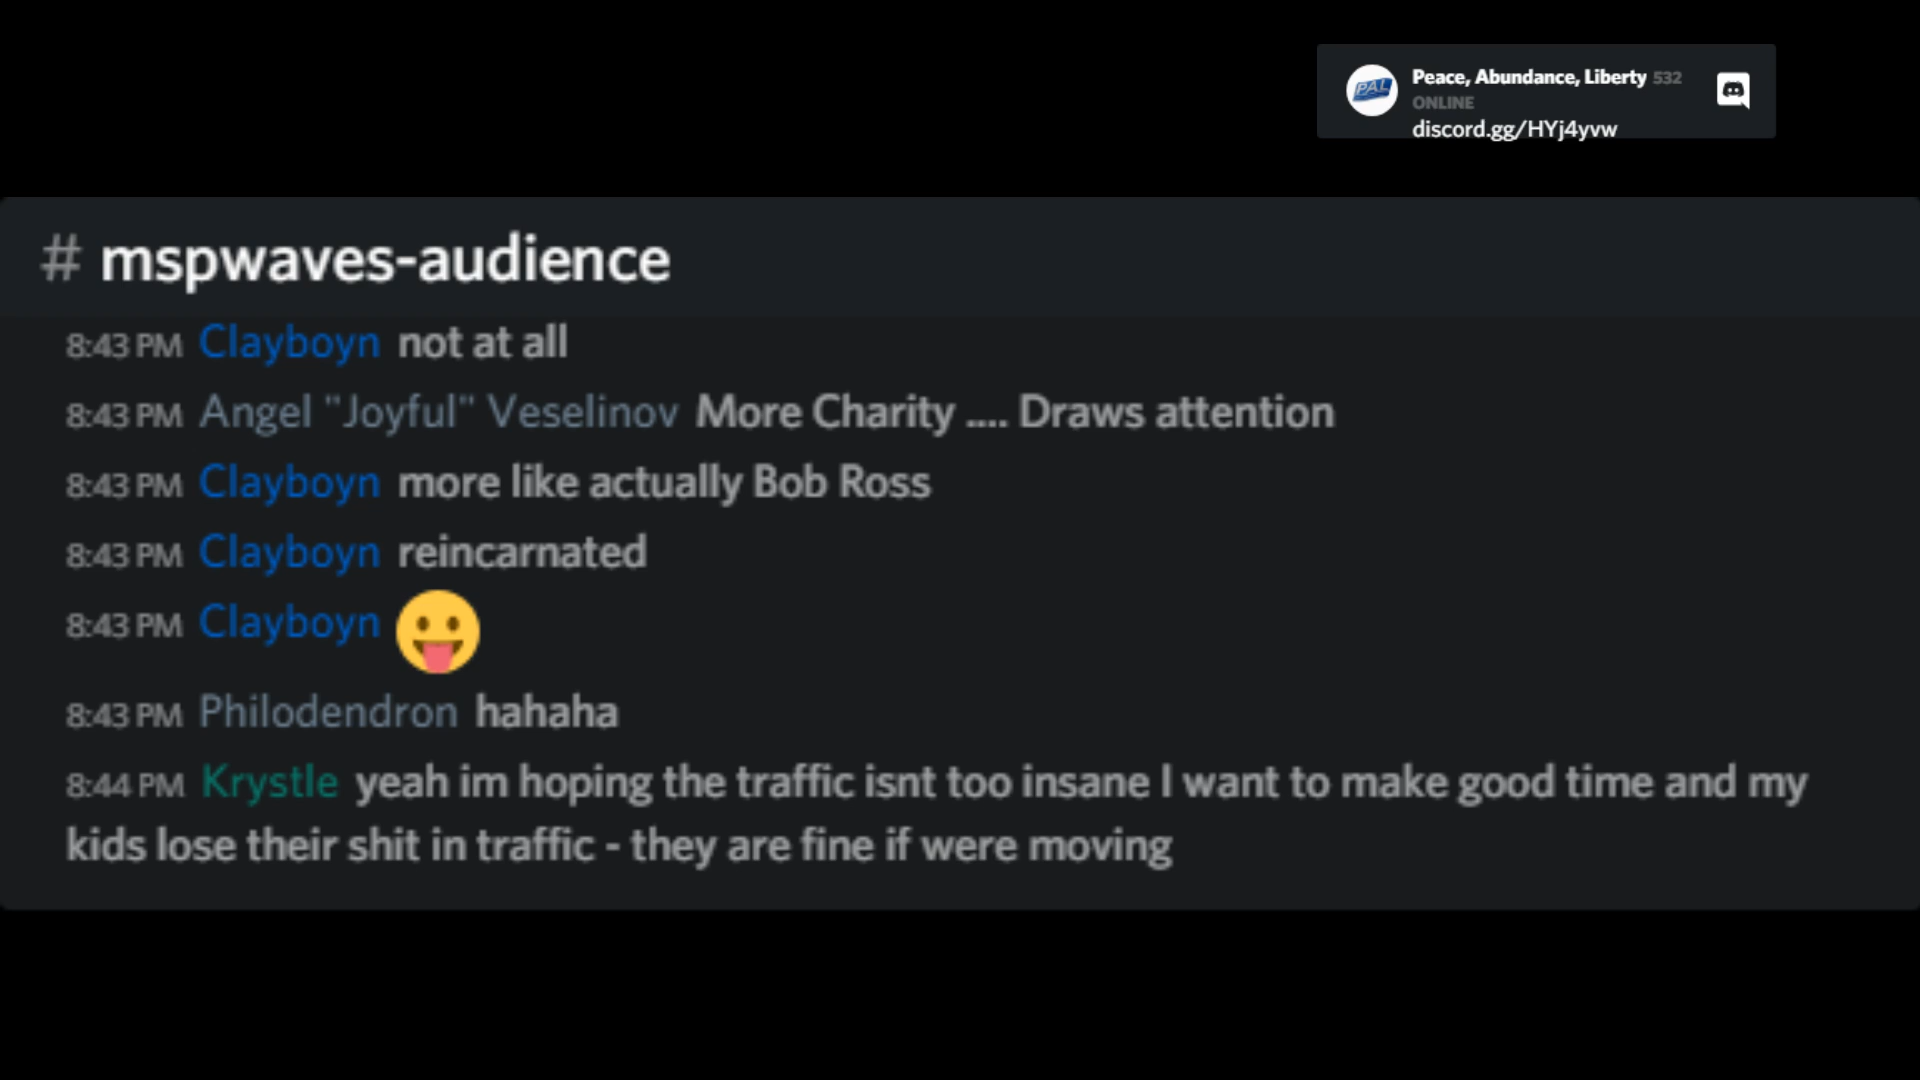 PAL Peace, Abundance, Liberty 532
ONLINE
discord.gg/HYj4yvw
# mspwaves-audience
8:43 PM Clayboyn not at all
8:43 PM Angel "Joyful" Veselinov More Charity .... Draws attention
8:43 PM Clayboyn more like actually Bob Ross
8:43 PM Clayboyn reincarnated
8:43 PM Clayboyn 😛
8:43 PM Philodendron hahaha
8:44 PM Krystle yeah im hoping the traffic isnt too insane I want to make good time and my
kids lose their shit in traffic - they are fine if were moving